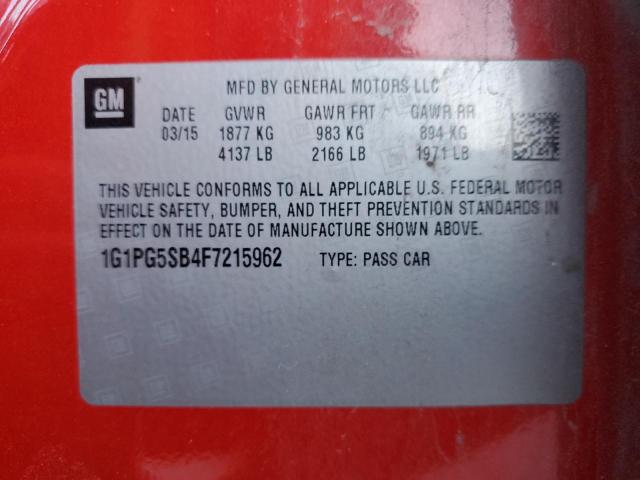 GM
MFD BY GENERAL MOTORS LLC
DATE GVWR GAWR FRT GAWR RR
03/15 1877 KG 983 KG 894 KG
4137 LB 2166 LB 1971 LB
THIS VEHICLE CONFORMS TO ALL APPLICABLE U.S. FEDERAL MOTOR
VEHICLE SAFETY, BUMPER, AND THEFT PREVENTION STANDARDS IN
EFFECT ON THE DATE OF MANUFACTURE SHOWN ABOVE.
1G1PG5SB4F7215962 TYPE: PASS CAR